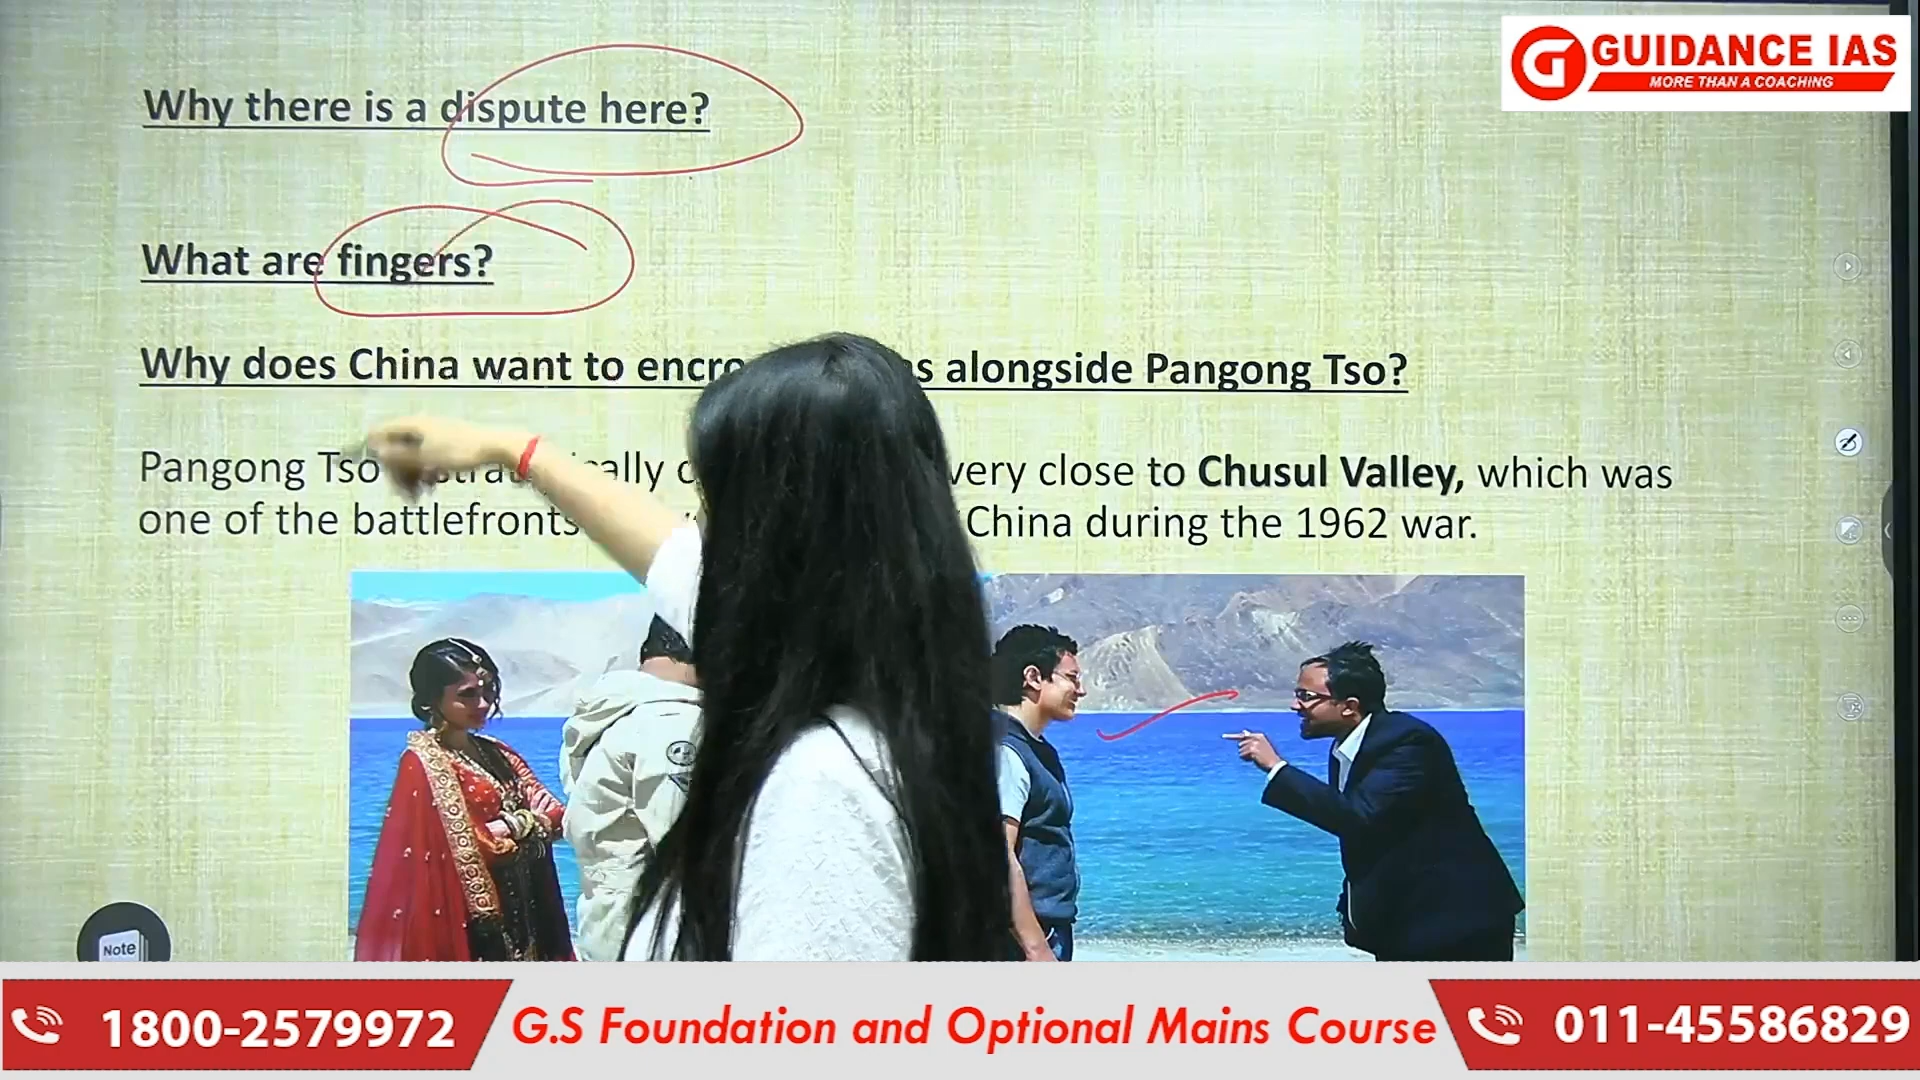 GUIDANCE IAS
MORE THAN A COACHING
Why there is a dispute here?
What are fingers?
Why does China want to alongside Pangong Tso?
Pangong Tso very close to Chusul Valley, which was
one of the battlefronts China during the 1962 war.
Note
1800-2579972
G.S Foundation and Optional Mains Course
011-45586829